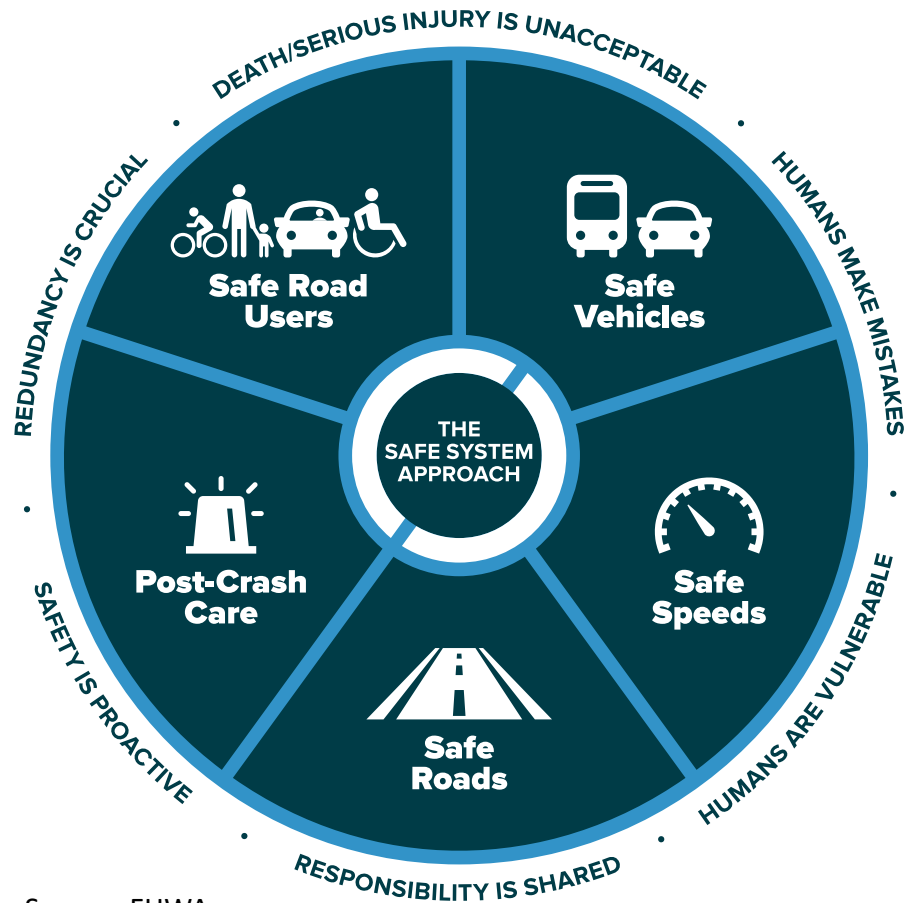 DEATH/SERIOUS INJURY IS UNACCEPTABLE
HUMANS MAKE MISTAKES
HUMANS ARE VULNERABLE
RESPONSIBILITY IS SHARED
SAFETY IS PROACTIVE
REDUNDANCY IS CRUCIAL
Safe Road
Users
Safe
Vehicles
Safe
Speeds
Safe
Roads
Post-Crash
Care
THE
SAFE SYSTEM
APPROACH